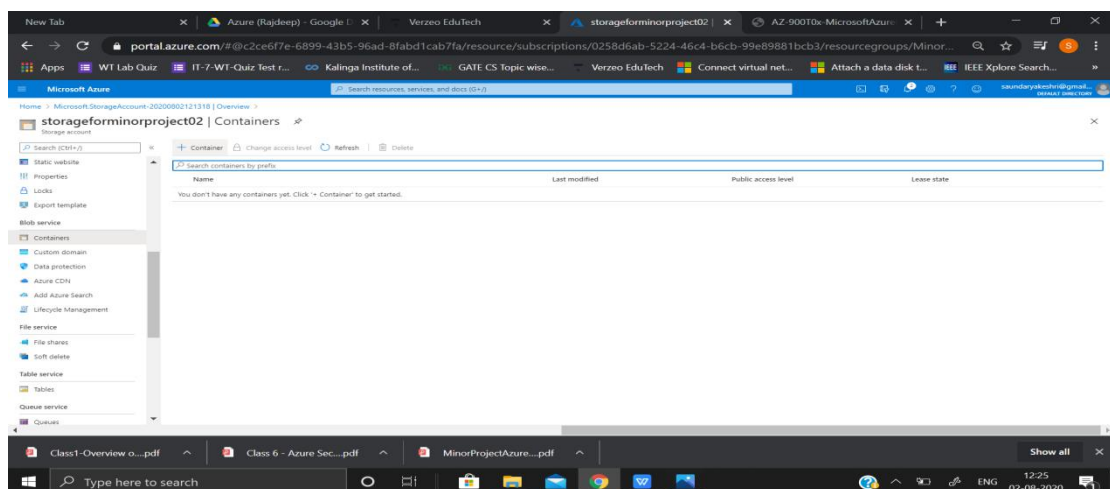 New Tab
Azure (Rajdeep) - Google D
Verzeo EduTech
storageforminorproject02 |
AZ-900T0x-MicrosoftAzure
portal.azure.com/#@c2ce6f7e-6899-43b5-96ad-8fabd1cab7fa/resource/subscriptions/0258d6ab-5224-46c4-b6cb-99e89881bcb3/resourcegroups/Minor...
Apps
WT Lab Quiz
IT-7-WT-Quiz Test r...
Kalinga Institute of...
GATE CS Topic wise...
Verzeo EduTech
Connect virtual net...
Attach a data disk t...
IEEE Xplore Search...
Microsoft Azure
Search resources, services, and docs (G+/)
saundaryakeshri@gmail...
DEFAULT DIRECTORY
Home > Microsoft.StorageAccount-20200802121318 | Overview >
storageforminorproject02 | Containers
Storage account
Search (Ctrl+/)
+ Container
Change access level
Refresh
Delete
Search containers by prefix
Name
Last modified
Public access level
Lease state
You don't have any containers yet. Click '+ Container' to get started.
Static website
Properties
Locks
Export template
Blob service
Containers
Custom domain
Data protection
Azure CDN
Add Azure Search
Lifecycle Management
File service
File shares
Soft delete
Table service
Tables
Queue service
Queues
Class1-Overview o....pdf
Class 6 - Azure Sec....pdf
MinorProjectAzure....pdf
Show all
Type here to search
ENG
12:25
02-08-2020